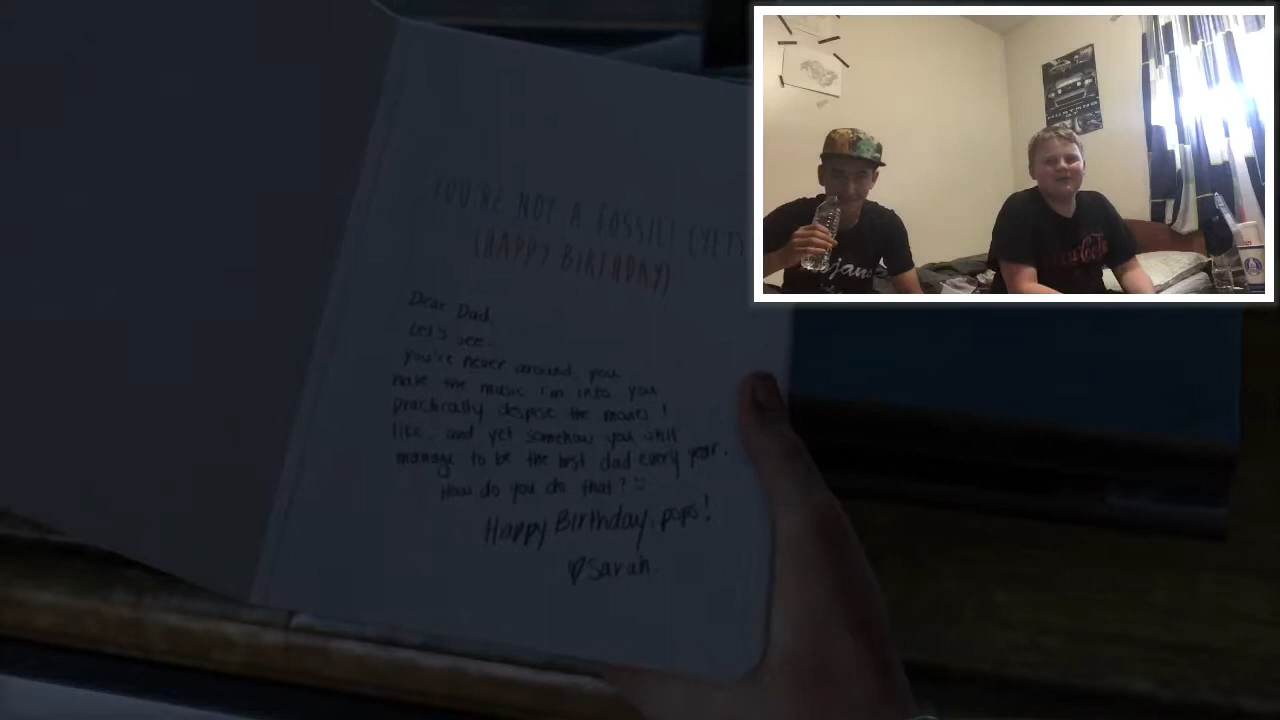 YOU'RE NOT A FOSSIL! (YET)
(HAPPY BIRTHDAY)
Dear Dad,
Let's see..
you're never around, you
hate the music i'm into, you
practically despise the movies i
like, and yet somehow you still
manage to be the best dad every year.
How do you do that? :)
Happy Birthday, pops!
♡Sarah.
Coca-Cola